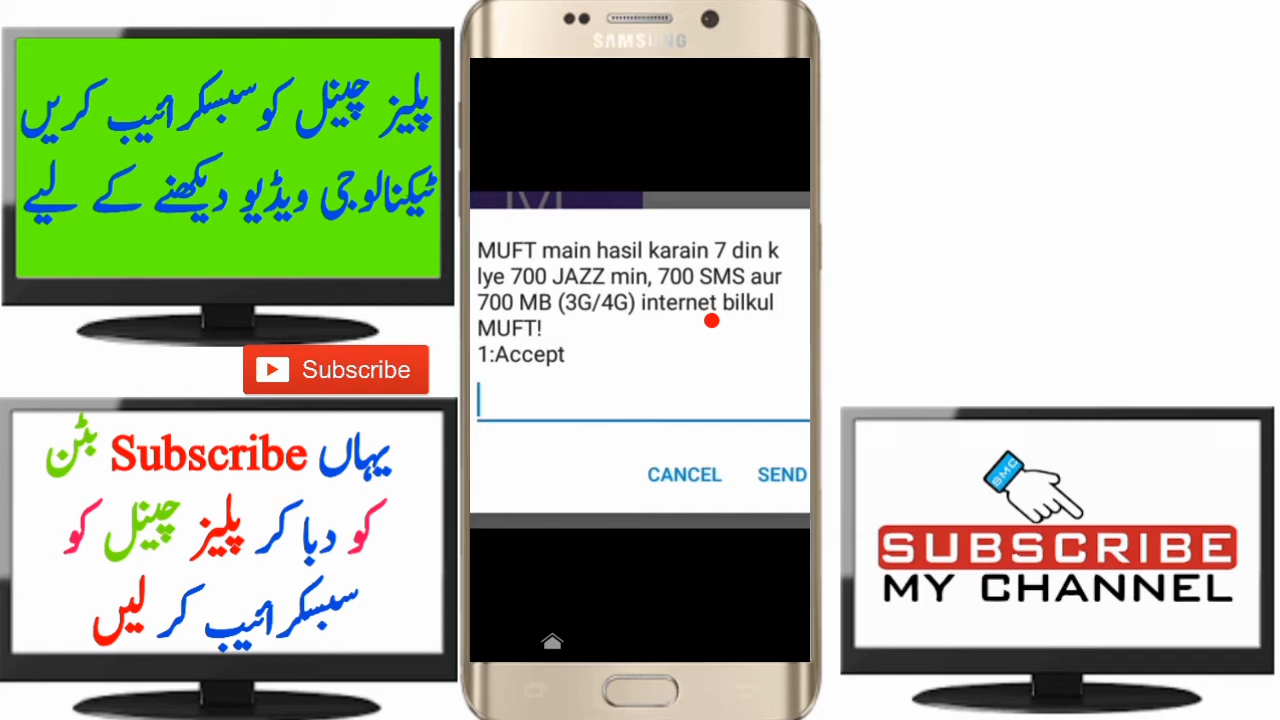 پلیز چینل کو سبسکرائیب کریں
ٹیکنالوجی ویڈیو دیکھنے کے لیے
Subscribe
یہاں Subscribe بٹن
کو دبا کر پلیز چینل کو
سبسکرائیب کر لیں
SAMSUNG
MUFT main hasil karain 7 din k
lye 700 JAZZ min, 700 SMS aur
700 MB (3G/4G) internet bilkul
MUFT!
1:Accept
CANCEL SEND
SMC
SUBSCRIBE
MY CHANNEL